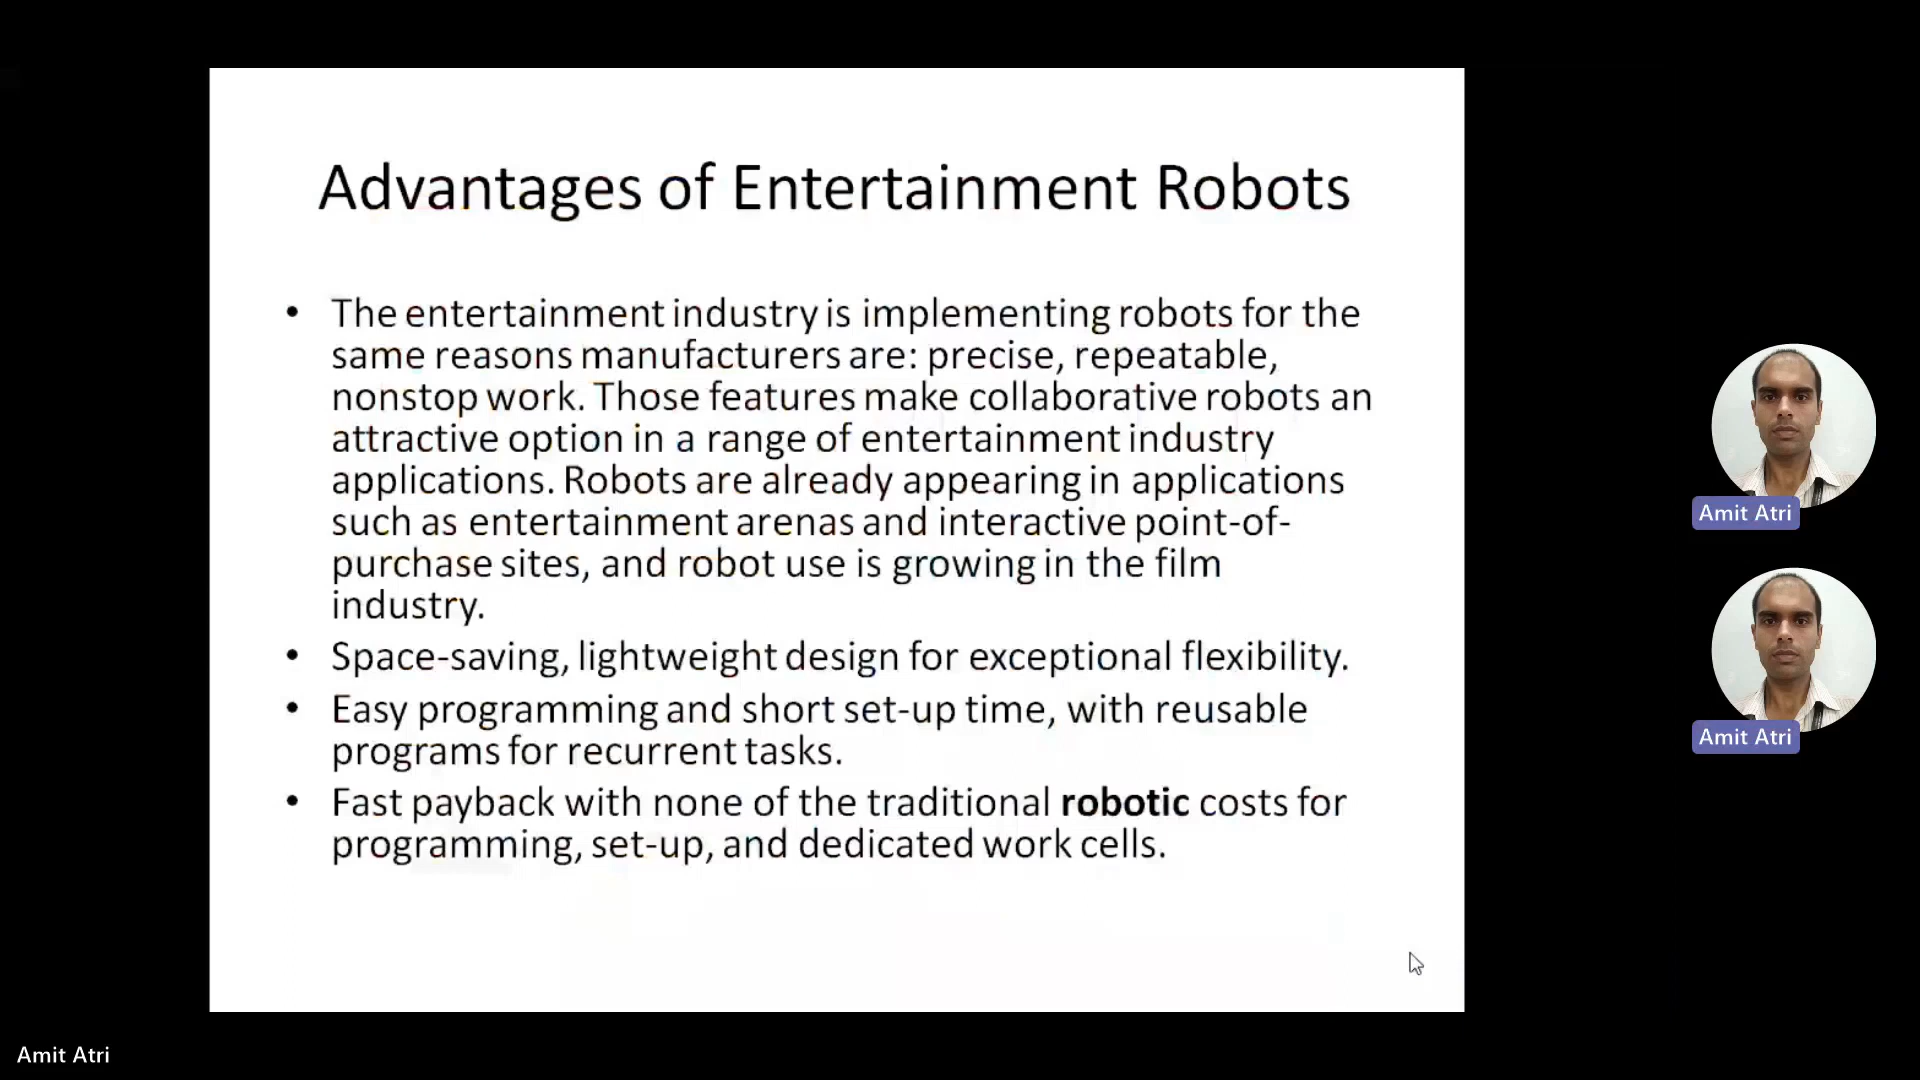 Advantages of Entertainment Robots
• The entertainment industry is implementing robots for the
same reasons manufacturers are: precise, repeatable,
nonstop work. Those features make collaborative robots an
attractive option in a range of entertainment industry
applications. Robots are already appearing in applications
such as entertainment arenas and interactive point-of-
purchase sites, and robot use is growing in the film
industry.
• Space-saving, lightweight design for exceptional flexibility.
• Easy programming and short set-up time, with reusable
programs for recurrent tasks.
• Fast payback with none of the traditional robotic costs for
programming, set-up, and dedicated work cells.
Amit Atri
Amit Atri
Amit Atri